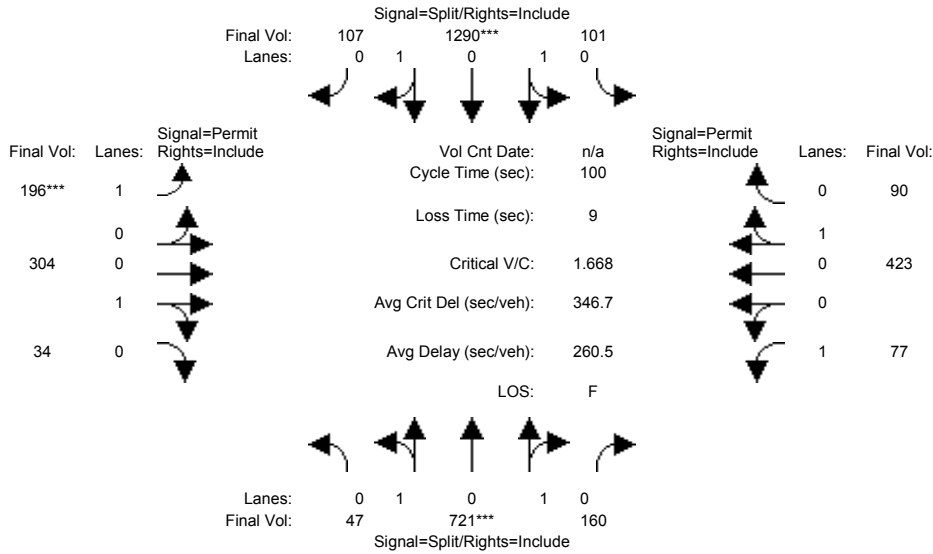 Signal=Split/Rights=Include
Final Vol: 107 1290*** 101
Lanes: 0 1 0 1 0
Signal=Permit
Final Vol: Lanes: Rights=Include
Vol Cnt Date: n/a
Signal=Permit
Rights=Include Lanes: Final Vol:
Cycle Time (sec): 100
196*** 1
0 90
Loss Time (sec): 9
0
1
304 0
Critical V/C: 1.668
0 423
1
Avg Crit Del (sec/veh): 346.7
0
34 0
Avg Delay (sec/veh): 260.5
1 77
LOS: F
Lanes: 0 1 0 1 0
Final Vol: 47 721*** 160
Signal=Split/Rights=Include